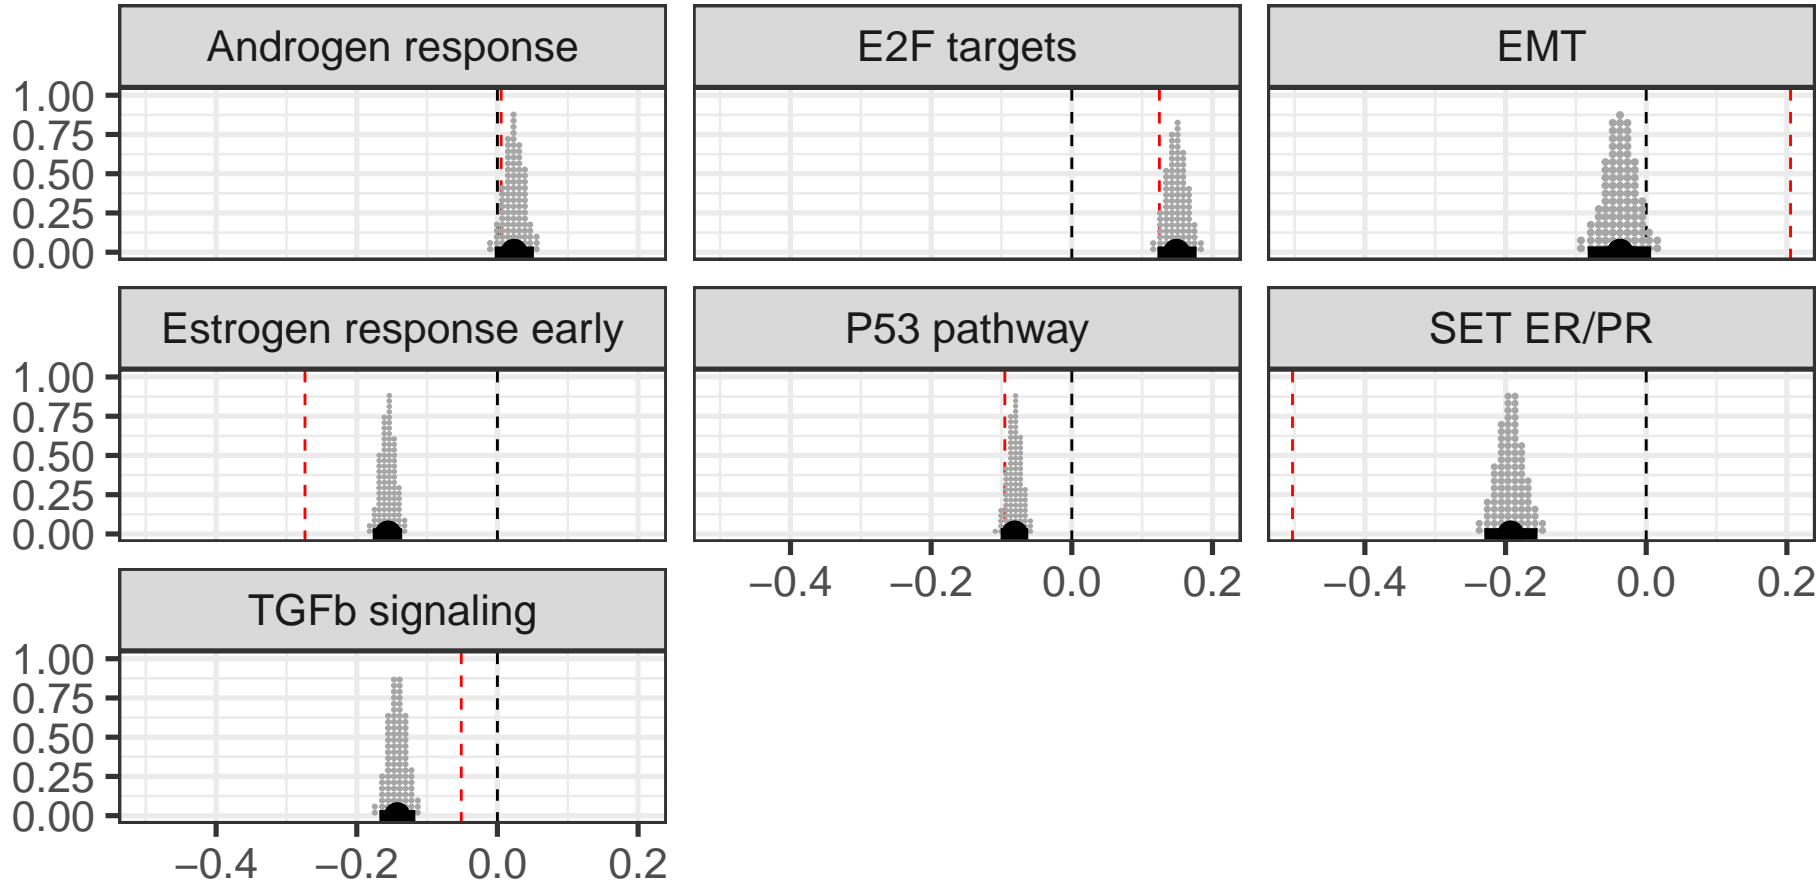 Androgen response
E2F targets
EMT
1.00
0.75
0.50
0.25
0.00
Estrogen response early
P53 pathway
SET ER/PR
1.00
0.75
0.50
0.25
0.00
−0.4 −0.2 0.0 0.2
−0.4 −0.2 0.0 0.2
TGFb signaling
1.00
0.75
0.50
0.25
0.00
−0.4 −0.2 0.0 0.2